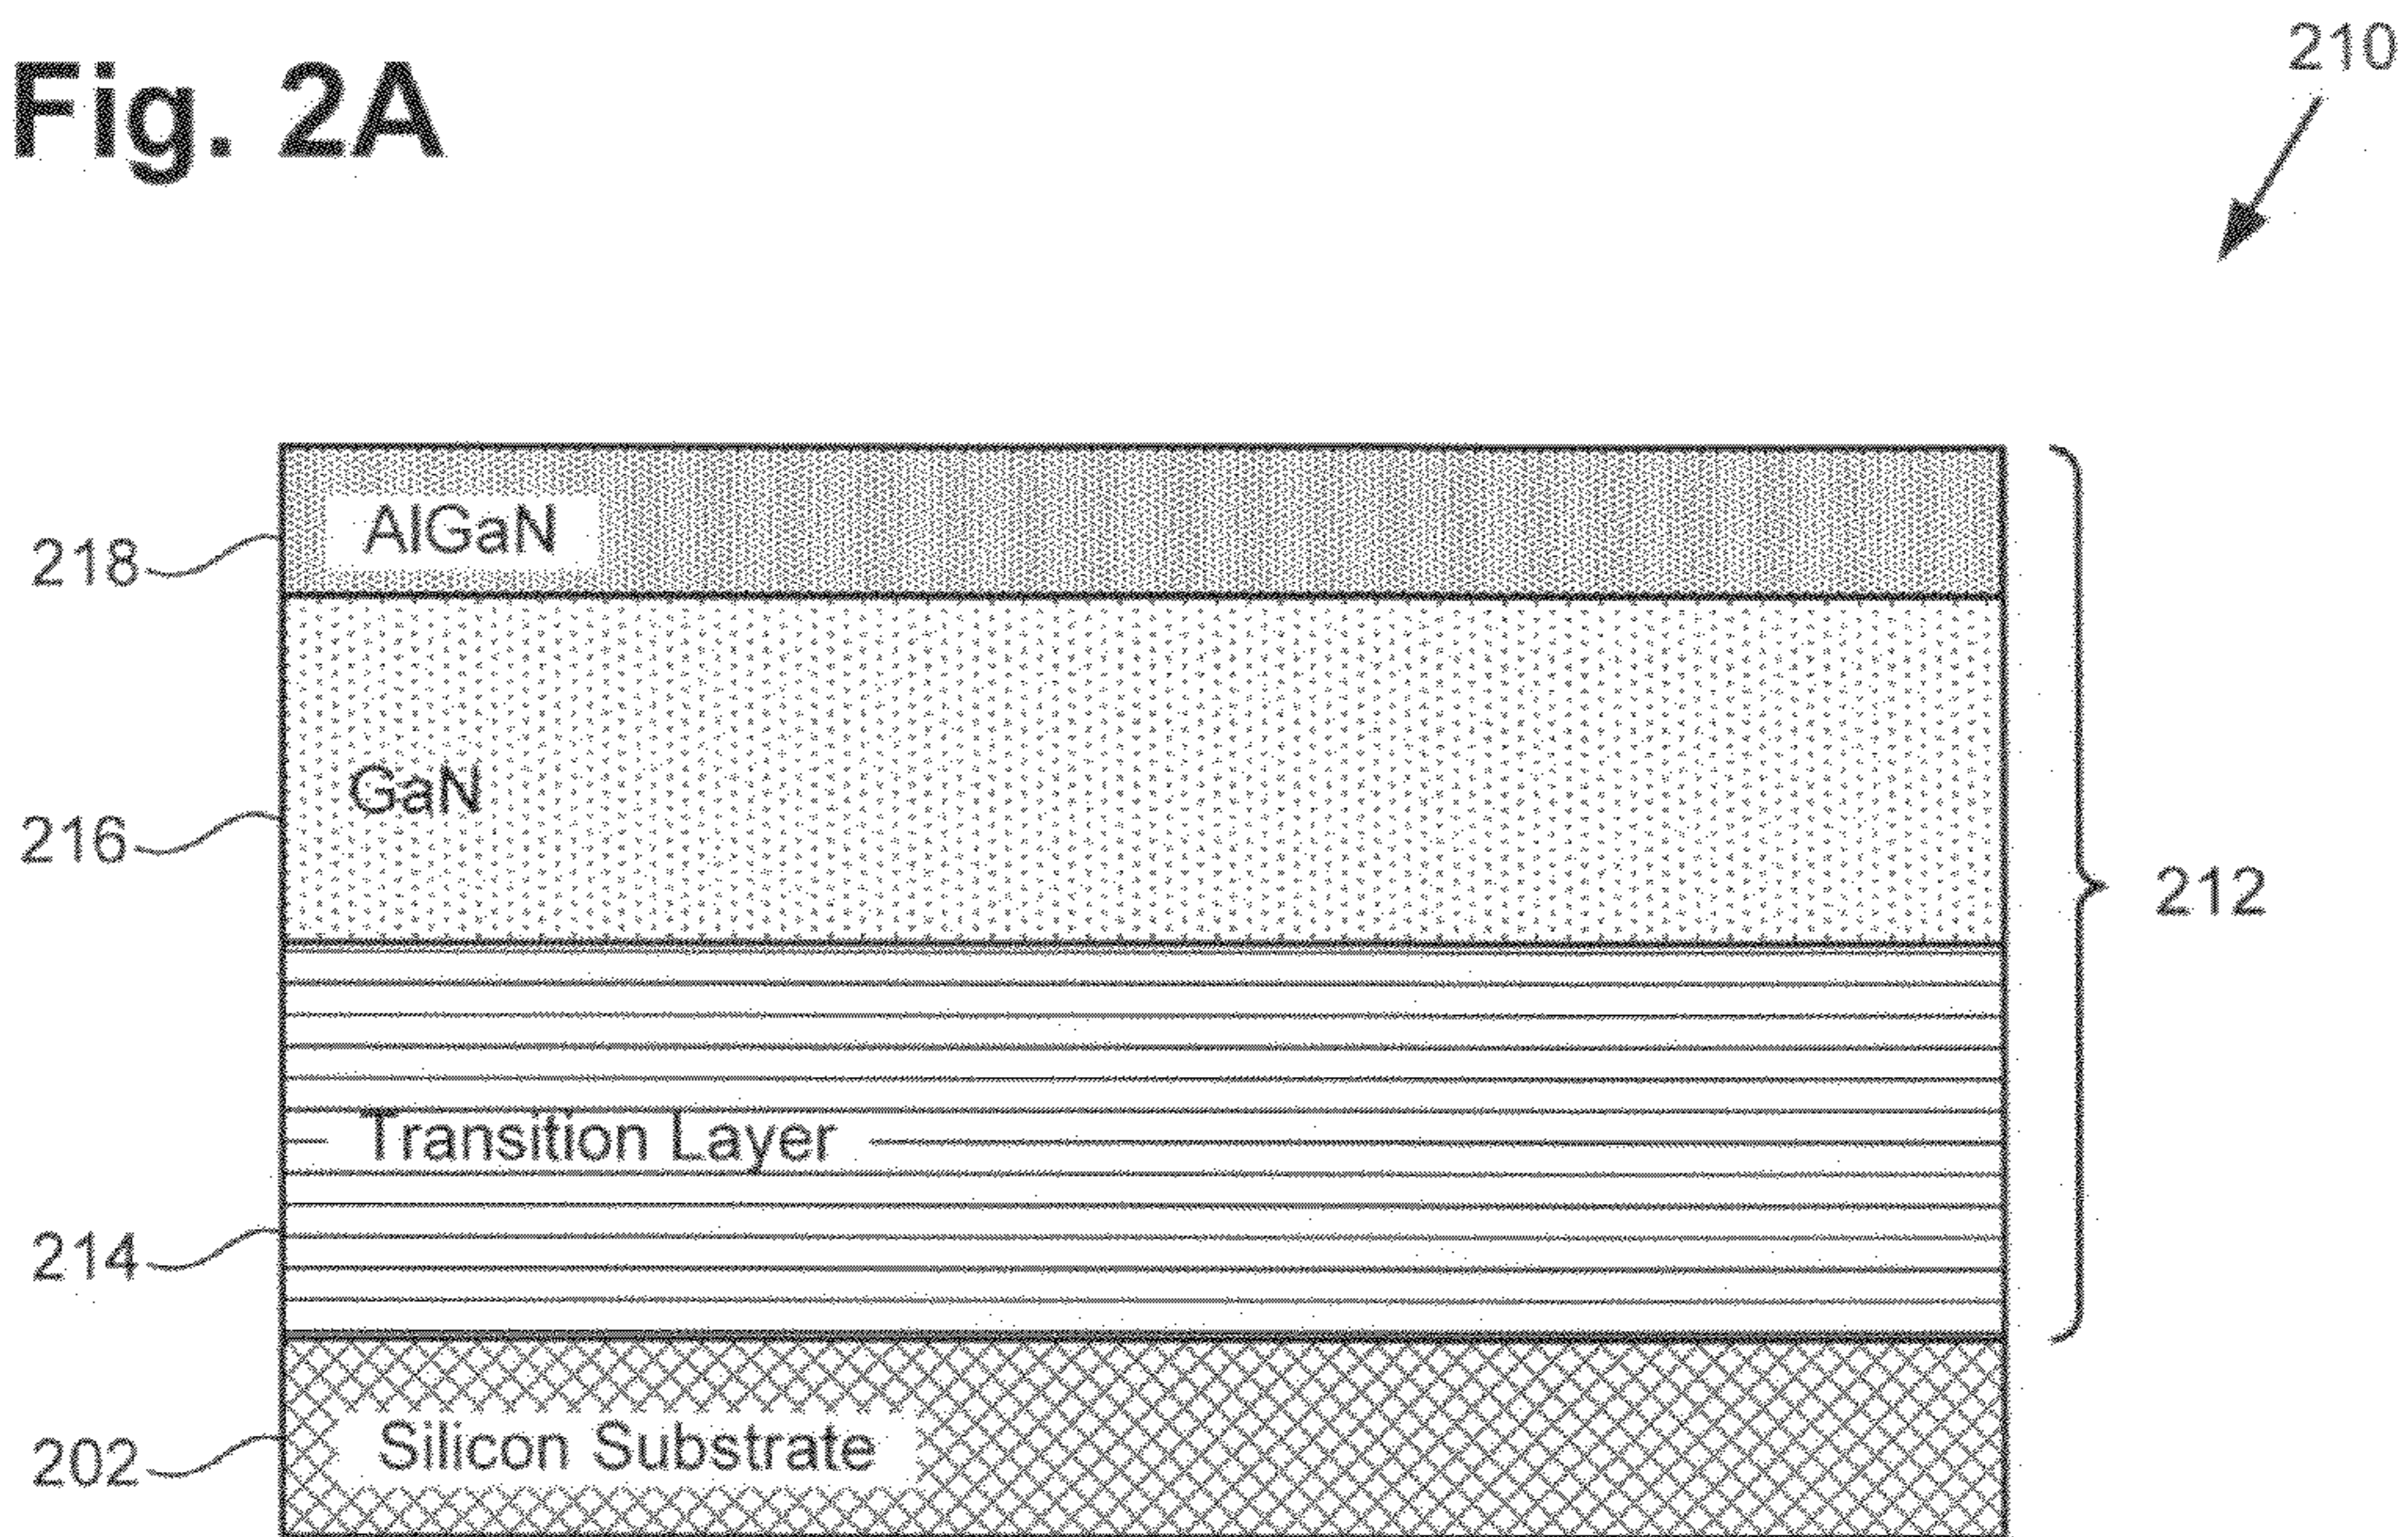 Fig. 2A
210
AlGaN
218
GaN
216
212
Transition Layer
214
Silicon Substrate
202